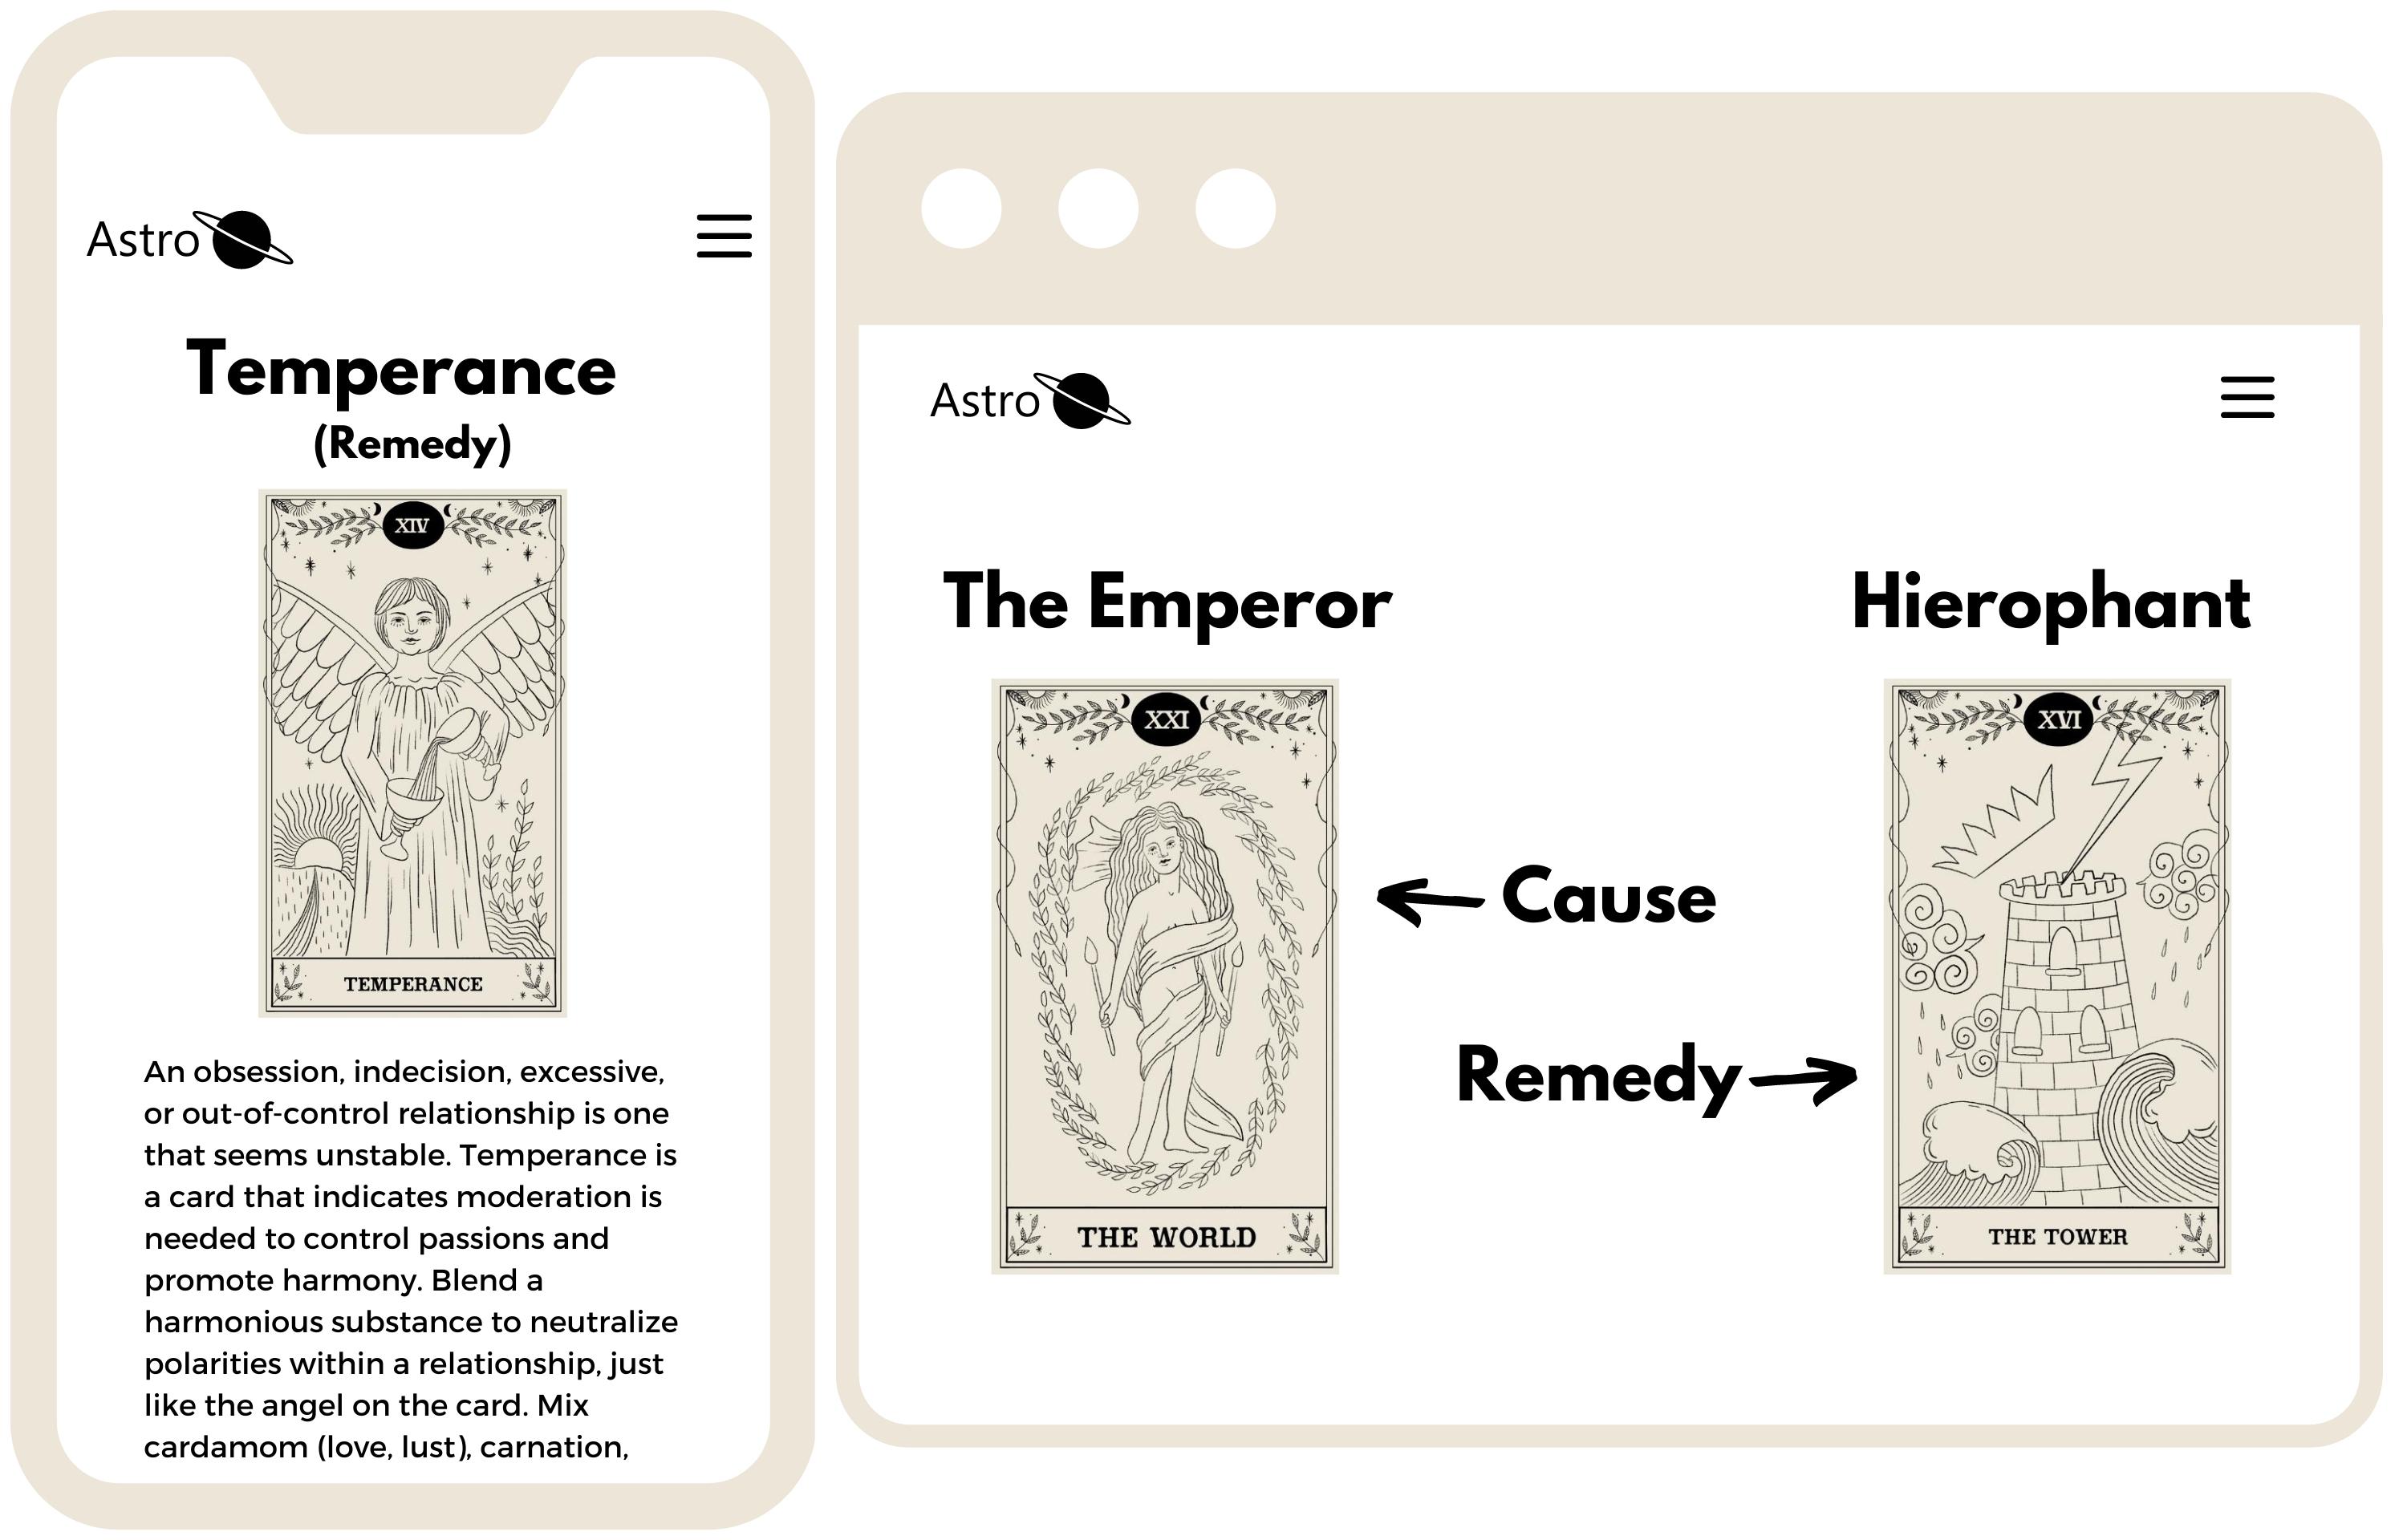 Astro
Temperance
(Remedy)
XIV
TEMPERANCE
An obsession, indecision, excessive,
or out-of-control relationship is one
that seems unstable. Temperance is
a card that indicates moderation is
needed to control passions and
promote harmony. Blend a
harmonious substance to neutralize
polarities within a relationship, just
like the angel on the card. Mix
cardamom (love, lust), carnation,
Astro
The Emperor
XXI
THE WORLD
Cause
Remedy
Hierophant
XVI
THE TOWER